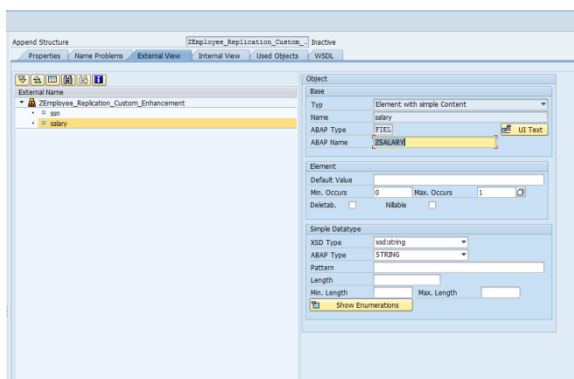 Append Structure ZEmployee_Replication_Custom_.. Inactive
Properties Name Problems External View Internal View Used Objects WSDL
External Name
ZEmployee_Replication_Custom_Enhancement
ssn
salary
Object
Base
Typ Element with simple Content
Name salary
ABAP Type FIEL UI Text
ABAP Name ZSALARY
Element
Default Value
Min. Occurs 0 Max. Occurs 1
Deletab. Nillable
Simple Datatype
XSD Type xsd:string
ABAP Type STRING
Pattern
Length
Min. Length Max. Length
Show Enumerations